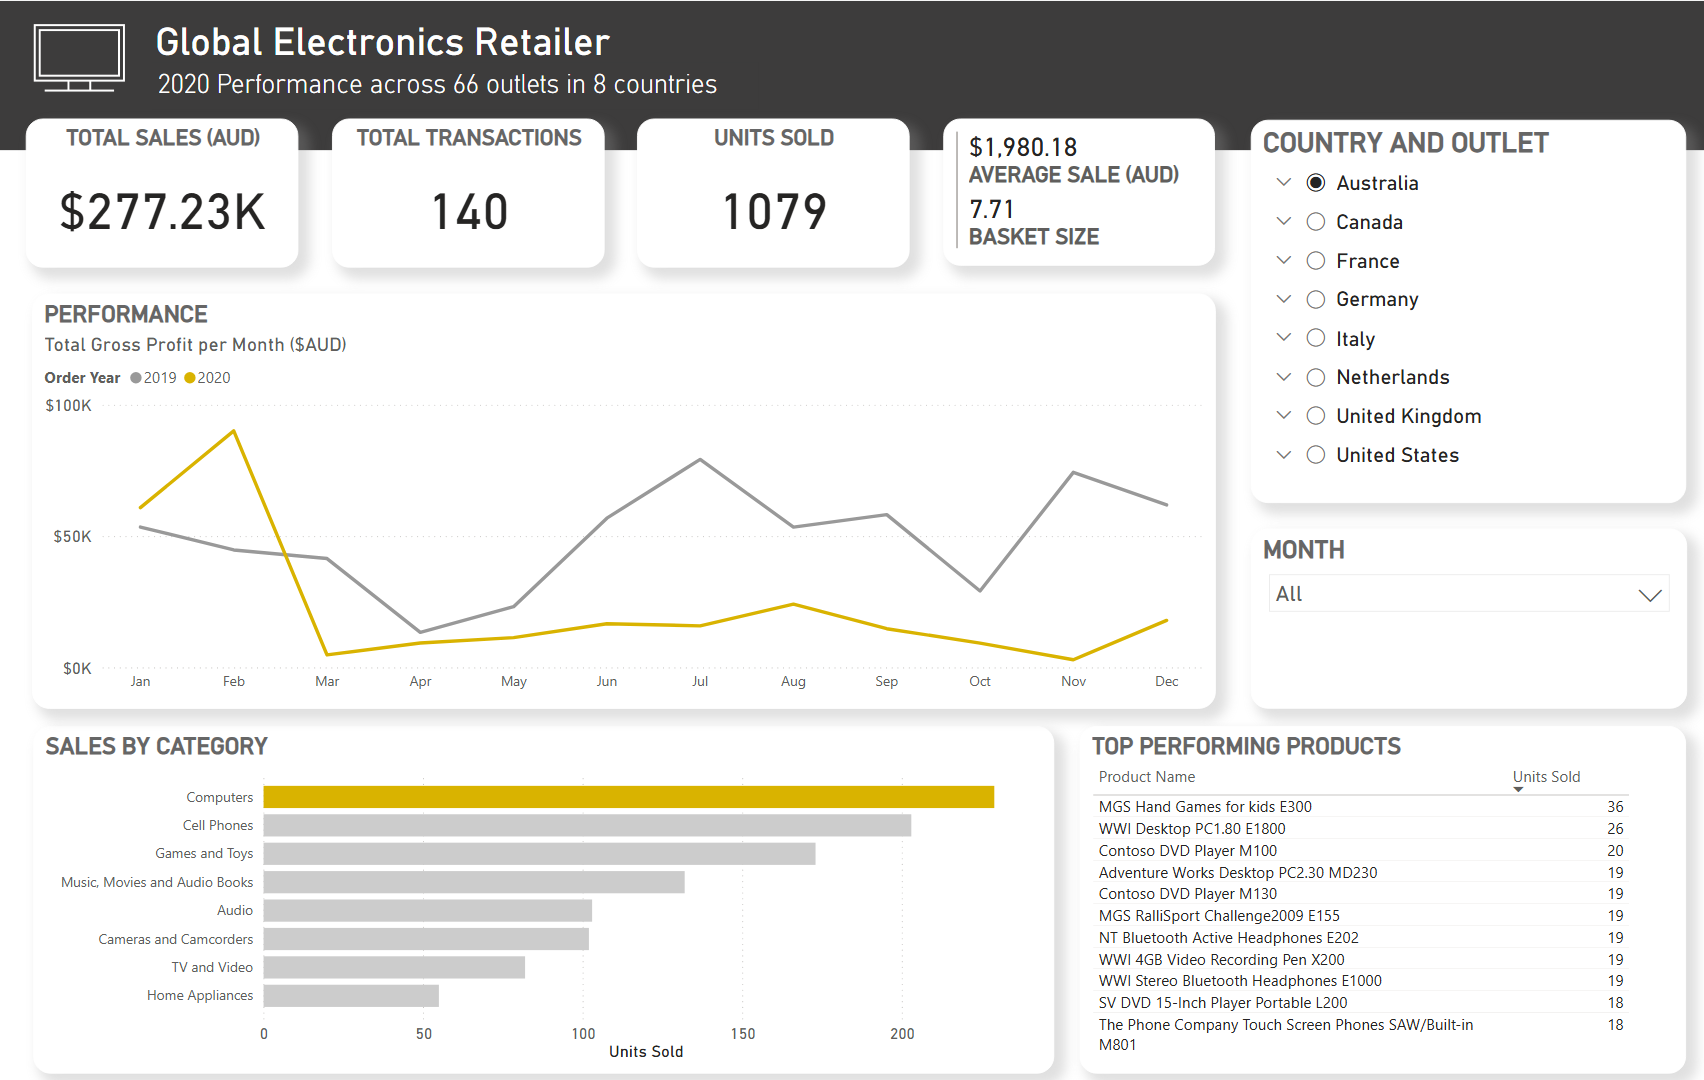 Global Electronics Retailer
2020 Performance across 66 outlets in 8 countries
TOTAL SALES (AUD)
$277.23K
TOTAL TRANSACTIONS
140
UNITS SOLD
1079
$1,980.18
AVERAGE SALE (AUD)
7.71
BASKET SIZE
COUNTRY AND OUTLET
Australia
Canada
France
Germany
Italy
Netherlands
United Kingdom
United States
PERFORMANCE
Total Gross Profit per Month ($AUD)
Order Year 2019 2020
$100K
$50K
$0K
Jan Feb Mar Apr May Jun Jul Aug Sep Oct Nov Dec
MONTH
All
SALES BY CATEGORY
Computers
Cell Phones
Games and Toys
Music, Movies and Audio Books
Audio
Cameras and Camcorders
TV and Video
Home Appliances
0 50 100 150 200
Units Sold
TOP PERFORMING PRODUCTS
Product Name Units Sold
MGS Hand Games for kids E300 36
WWI Desktop PC1.80 E1800 26
Contoso DVD Player M100 20
Adventure Works Desktop PC2.30 MD230 19
Contoso DVD Player M130 19
MGS RalliSport Challenge2009 E155 19
NT Bluetooth Active Headphones E202 19
WWI 4GB Video Recording Pen X200 19
WWI Stereo Bluetooth Headphones E1000 19
SV DVD 15-Inch Player Portable L200 18
The Phone Company Touch Screen Phones SAW/Built-in 18
M801